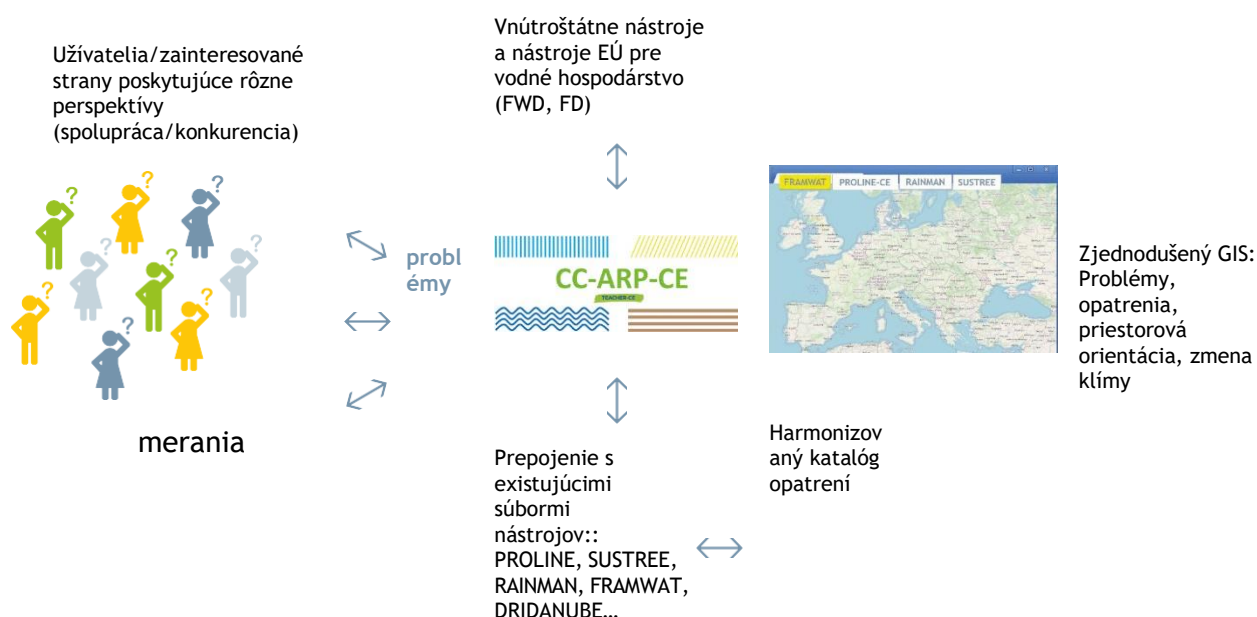 Užívatelia/zainteresované
strany poskytujúce rôzne
perspektívy
(spolupráca/konkurencia)
? ? ?
? ? ?
? ? ?
merania
probl
émy
Vnútroštátne nástroje
a nástroje EÚ pre
vodné hospodárstvo
(FWD, FD)
CC-ARP-CE
TEACHER-CE
Prepojenie s
existujúcimi
súbormi
nástrojov::
PROLINE, SUSTREE,
RAINMAN, FRAMWAT,
DRIDANUBE…
FRAMWAT PROLINE-CE RAINMAN SUSTREE
Harmonizov
aný katalóg
opatrení
Zjednodušený GIS:
Problémy,
opatrenia,
priestorová
orientácia, zmena
klímy